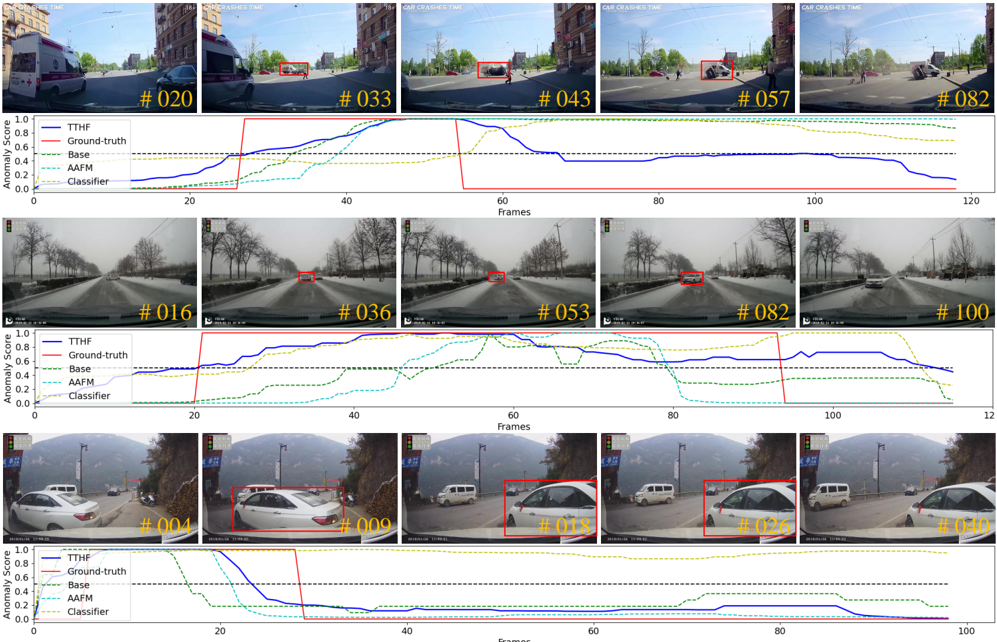 CAR CRASHES TIME 18+
# 020 # 033 # 043 # 057 # 082
Anomaly Score
1.0
0.8
0.6
0.4
0.2
0.0
TTHF
Ground-truth
Base
AAFM
Classifier
0 20 40 60 80 100 120
Frames
# 016 # 036 # 053 # 082 # 100
Anomaly Score
1.0
0.8
0.6
0.4
0.2
0.0
TTHF
Ground-truth
Base
AAFM
Classifier
0 20 40 60 80 100 120
Frames
# 004 # 009 # 018 # 026 # 040
Anomaly Score
1.0
0.8
0.6
0.4
0.2
0.0
TTHF
Ground-truth
Base
AAFM
Classifier
0 20 40 60 80 100
Frames